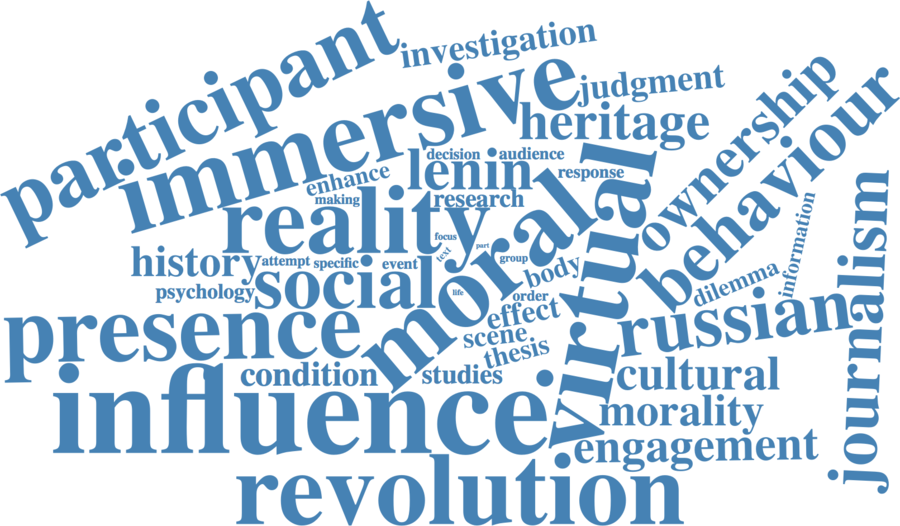 participant
investigation
immersive
judgment
heritage
ownership
behaviour
decision
audience
lenin
response
enhance
making
research
virtual
reality
moral
focus
part
text
group
information
journalism
history
attempt
specific
event
body
dilemma
psychology
social
life
order
effect
russian
presence
scene
thesis
condition
studies
cultural
influence
morality
engagement
revolution